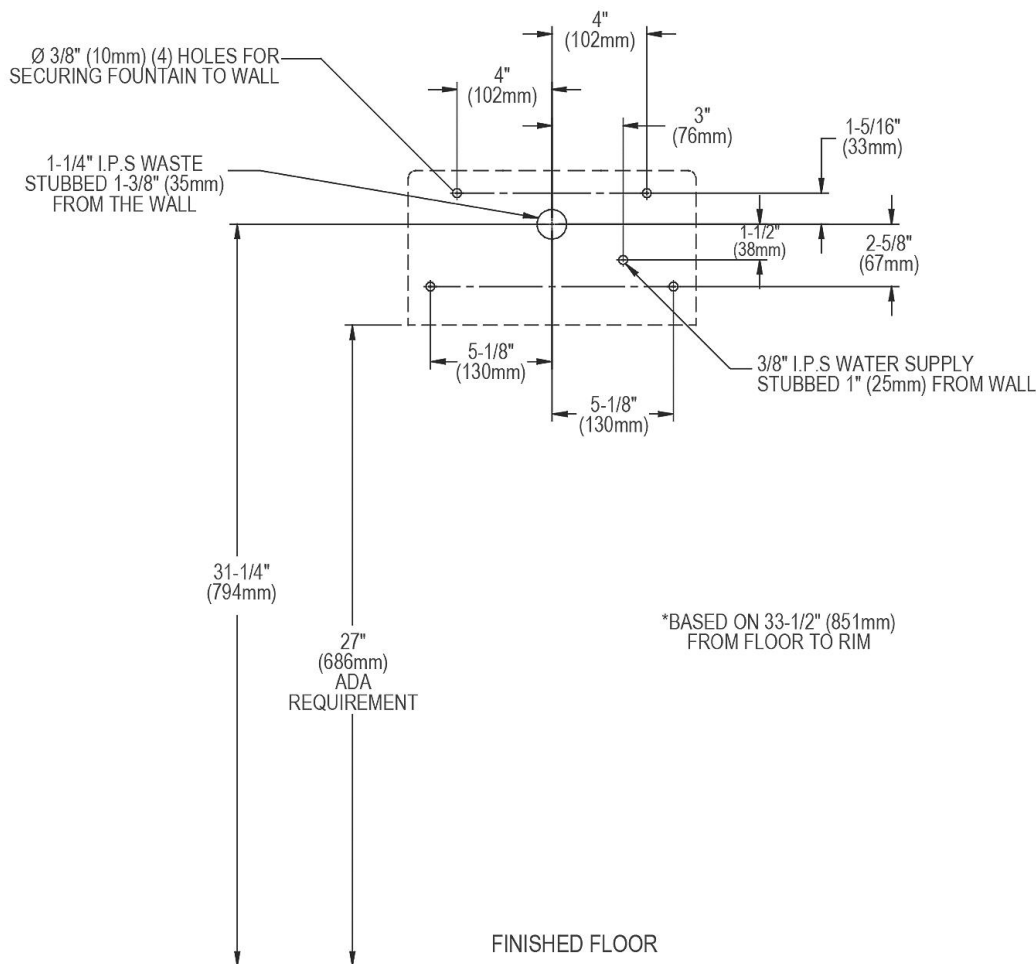 4"
(102mm)
Ø 3/8" (10mm) (4) HOLES FOR
SECURING FOUNTAIN TO WALL
4"
(102mm)
3"
(76mm)
1-5/16"
(33mm)
1-1/4" I.P.S WASTE
STUBBED 1-3/8" (35mm)
FROM THE WALL
1-1/2"
(38mm)
2-5/8"
(67mm)
5-1/8"
(130mm)
3/8" I.P.S WATER SUPPLY
STUBBED 1" (25mm) FROM WALL
5-1/8"
(130mm)
31-1/4"
(794mm)
*BASED ON 33-1/2" (851mm)
FROM FLOOR TO RIM
27"
(686mm)
ADA
REQUIREMENT
FINISHED FLOOR